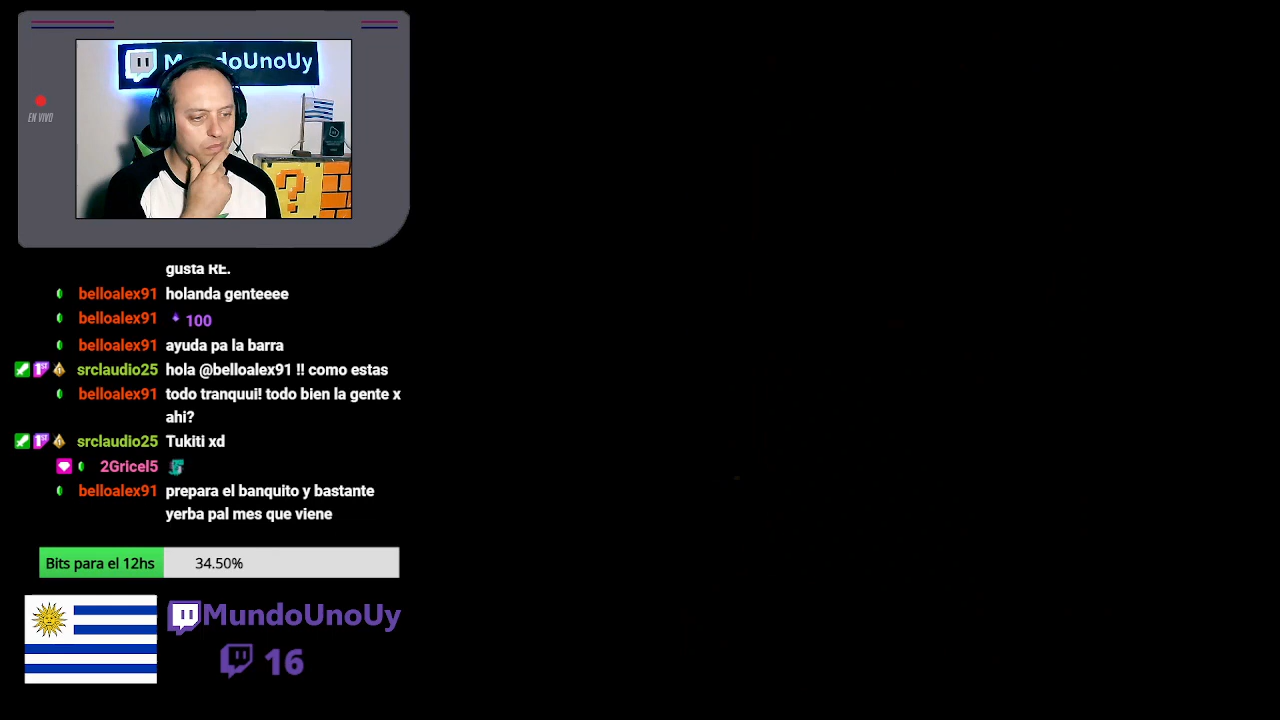 MundoUnoUy
EN VIVO
gusta RE.
belloalex91 holanda genteeee
belloalex91 100
belloalex91 ayuda pa la barra
srclaudio25 hola @belloalex91 !! como estas
belloalex91 todo tranquui! todo bien la gente x
ahi?
srclaudio25 Tukiti xd
2Gricel5
belloalex91 prepara el banquito y bastante
yerba pal mes que viene
Bits para el 12hs 34.50%
MundoUnoUy
16